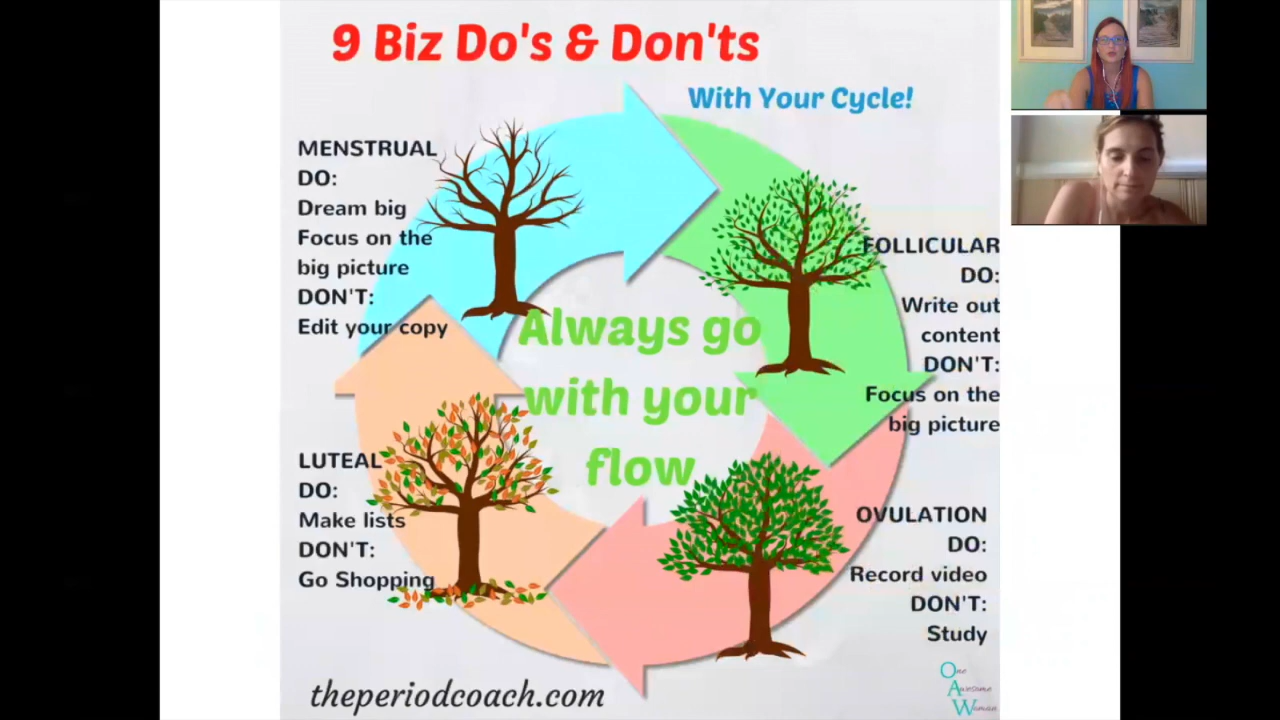 9 Biz Do's & Don'ts
With Your Cycle!
MENSTRUAL
DO:
Dream big
Focus on the
big picture
DON'T:
Edit your copy
FOLLICULAR
DO:
Write out
content
DON'T:
Focus on the
big picture
Always go
with your
flow
LUTEAL
DO:
Make lists
DON'T:
Go Shopping
OVULATION
DO:
Record video
DON'T:
Study
theperiodcoach.com
One
Awesome
Woman